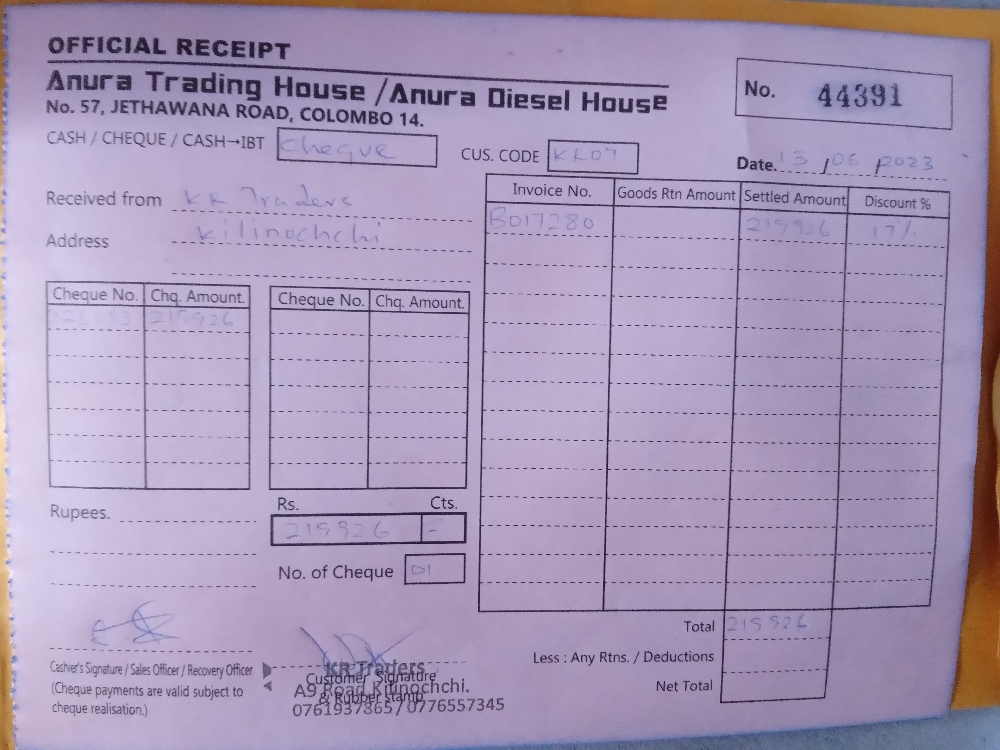 OFFICIAL RECEIPT
Anura Trading House / Anura Diesel House
No. 57, JETHAWANA ROAD, COLOMBO 14.
No. 44391
CASH / CHEQUE / CASH→IBT cheque
CUS. CODE KR07
Date. 13 / 06 / 2023
Received from KR Traders
Address Kilinochchi
Invoice No. Goods Rtn Amount Settled Amount Discount %
B017280 219926 17%
Cheque No. Chq. Amount. Cheque No. Chq. Amount.
219926
Rupees.
Rs. Cts.
219926 -
No. of Cheque 01
Total 219926
Less : Any Rtns. / Deductions
Net Total
Cashier's Signature / Sales Officer / Recovery Officer
(Cheque payments are valid subject to
cheque realisation.)
Customer Signature
& Rubber stamp
KR Traders
A9 Road Kilinochchi.
0761937865 / 0776557345